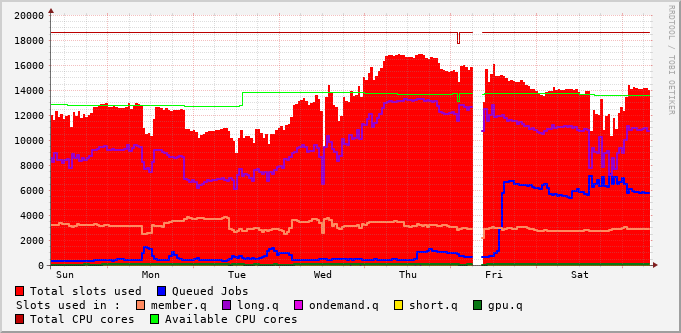 20000
18000
16000
14000
12000
10000
8000
6000
4000
2000
0
Sun Mon Tue Wed Thu Fri Sat
RRDTOOL / TOBI OETIKER
Total slots used Queued Jobs
Slots used in : member.q long.q ondemand.q short.q gpu.q
Total CPU cores Available CPU cores